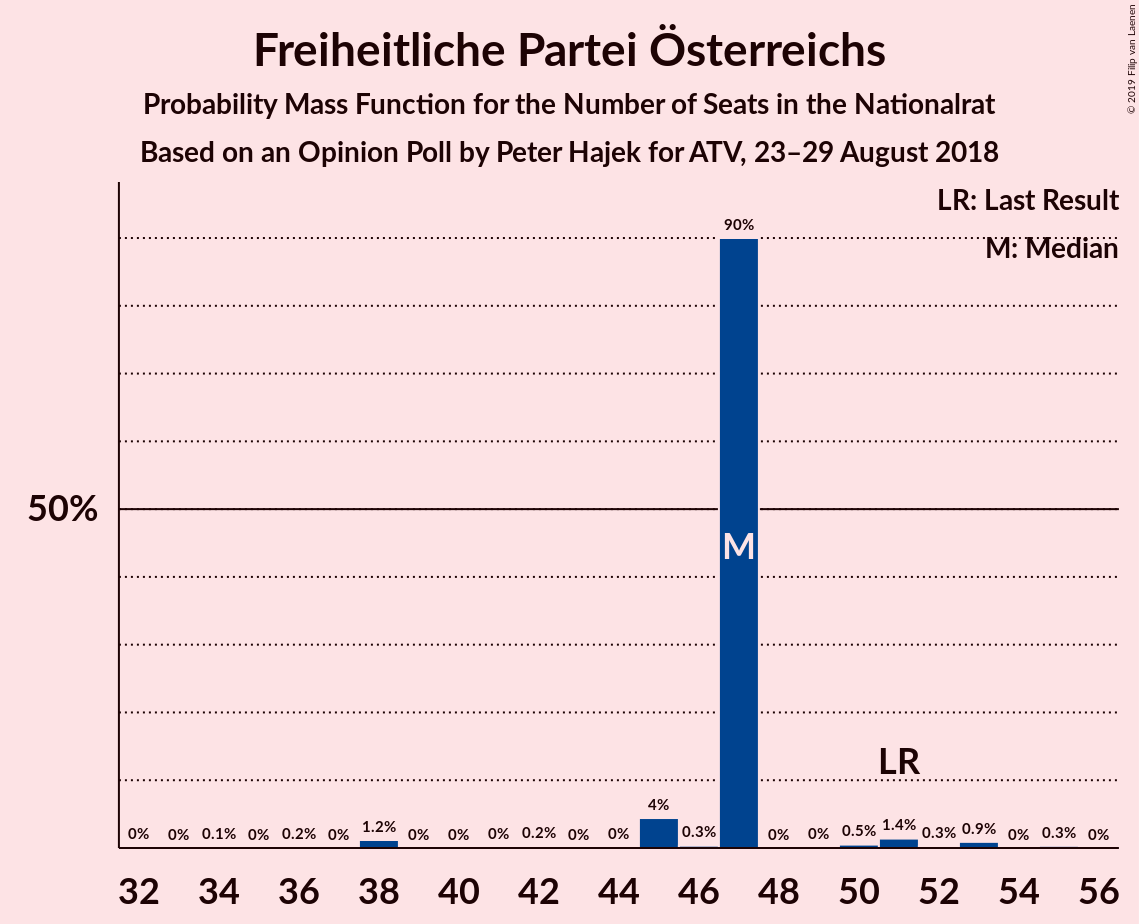 Freiheitliche Partei Österreichs
Probability Mass Function for the Number of Seats in the Nationalrat
Based on an Opinion Poll by Peter Hajek for ATV, 23–29 August 2018
© 2019 Filip van Laenen
LR: Last Result
M: Median
90%
50%
M
LR
0% 0% 0.1% 0% 0.2% 0% 1.2% 0% 0% 0% 0.2% 0% 0% 4% 0.3% 0% 0% 0.5% 1.4% 0.3% 0.9% 0% 0.3% 0%
32 34 36 38 40 42 44 46 48 50 52 54 56